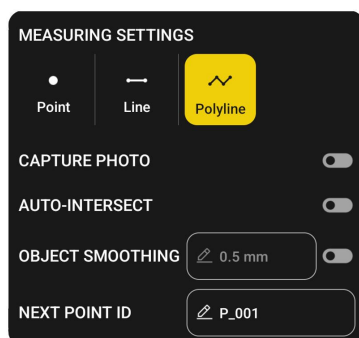 MEASURING SETTINGS
Point Line Polyline
CAPTURE PHOTO
AUTO-INTERSECT
OBJECT SMOOTHING 0.5 mm
NEXT POINT ID P_001